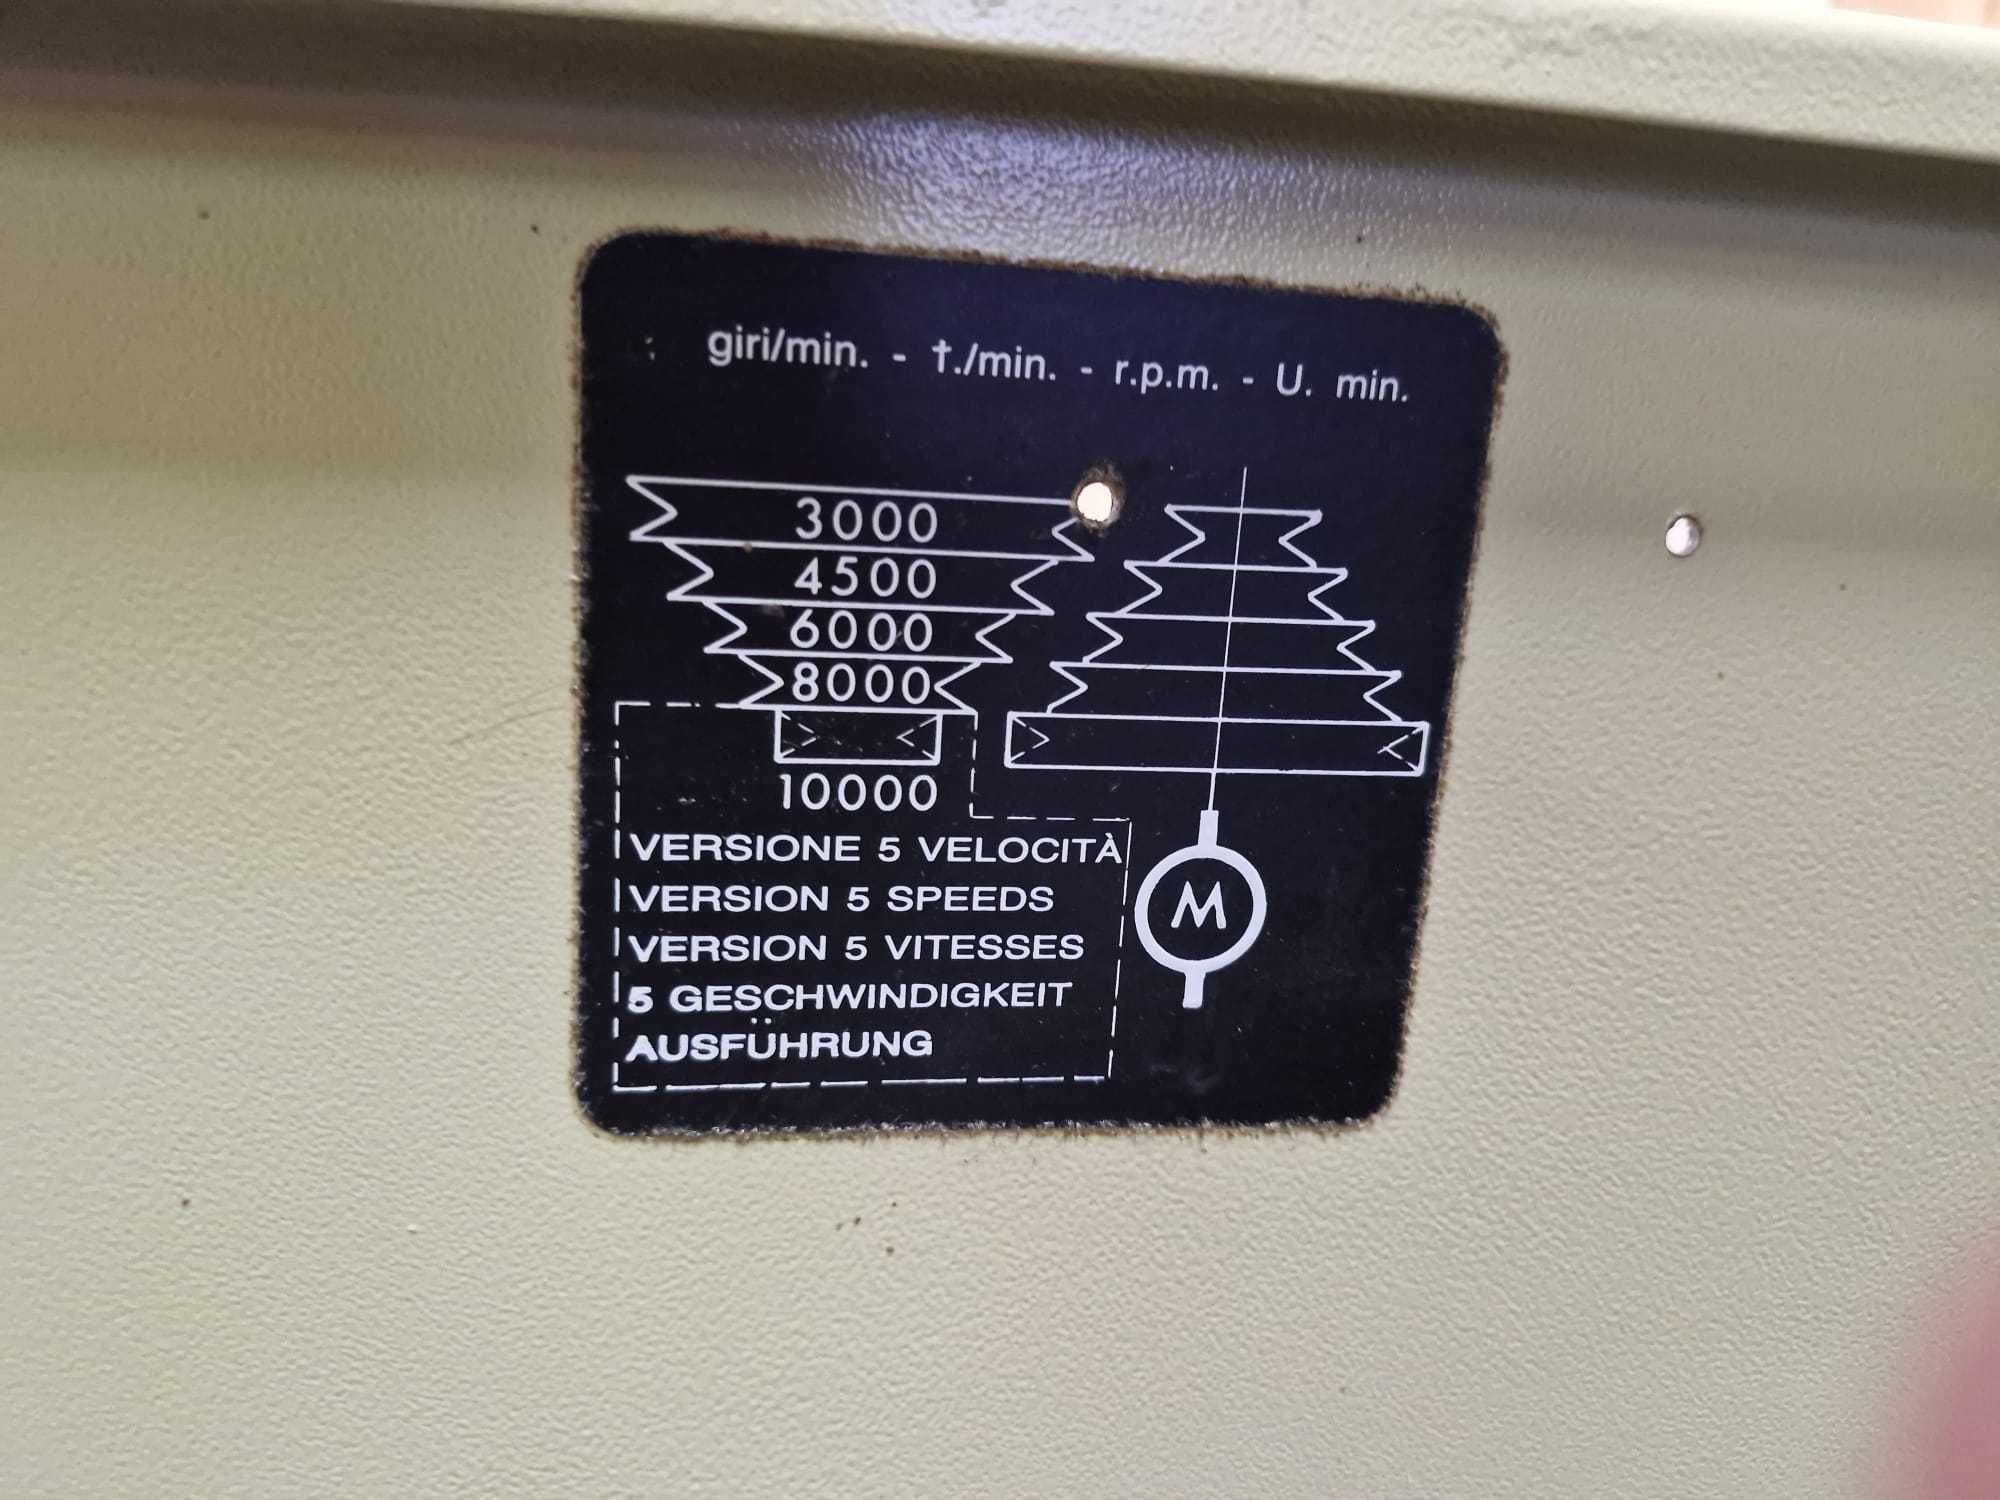 giri/min. - t./min. - r.p.m. - U. min.
3000
4500
6000
8000
10000
VERSIONE 5 VELOCITÀ
VERSION 5 SPEEDS
VERSION 5 VITESSES
5 GESCHWINDIGKEIT
AUSFÜHRUNG
M